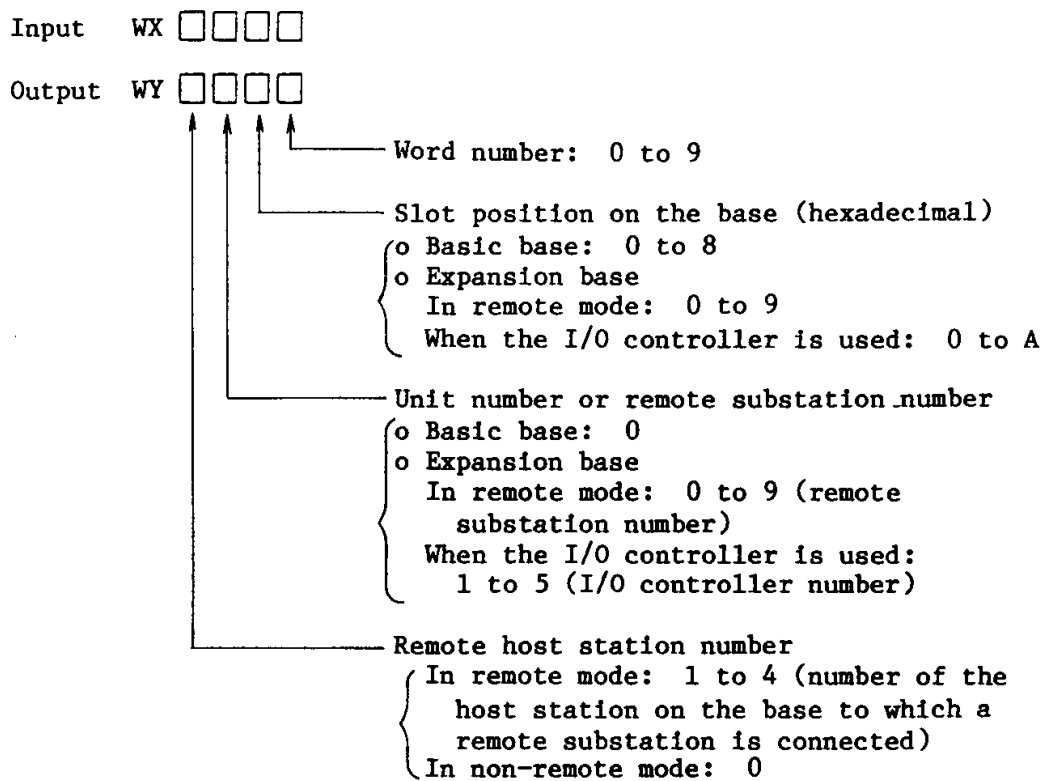 Input WX □□□□
Output WY □□□□
Word number: 0 to 9
Slot position on the base (hexadecimal)
o Basic base: 0 to 8
o Expansion base
In remote mode: 0 to 9
When the I/O controller is used: 0 to A
Unit number or remote substation number
o Basic base: 0
o Expansion base
In remote mode: 0 to 9 (remote
substation number)
When the I/O controller is used:
1 to 5 (I/O controller number)
Remote host station number
In remote mode: 1 to 4 (number of the
host station on the base to which a
remote substation is connected)
In non-remote mode: 0